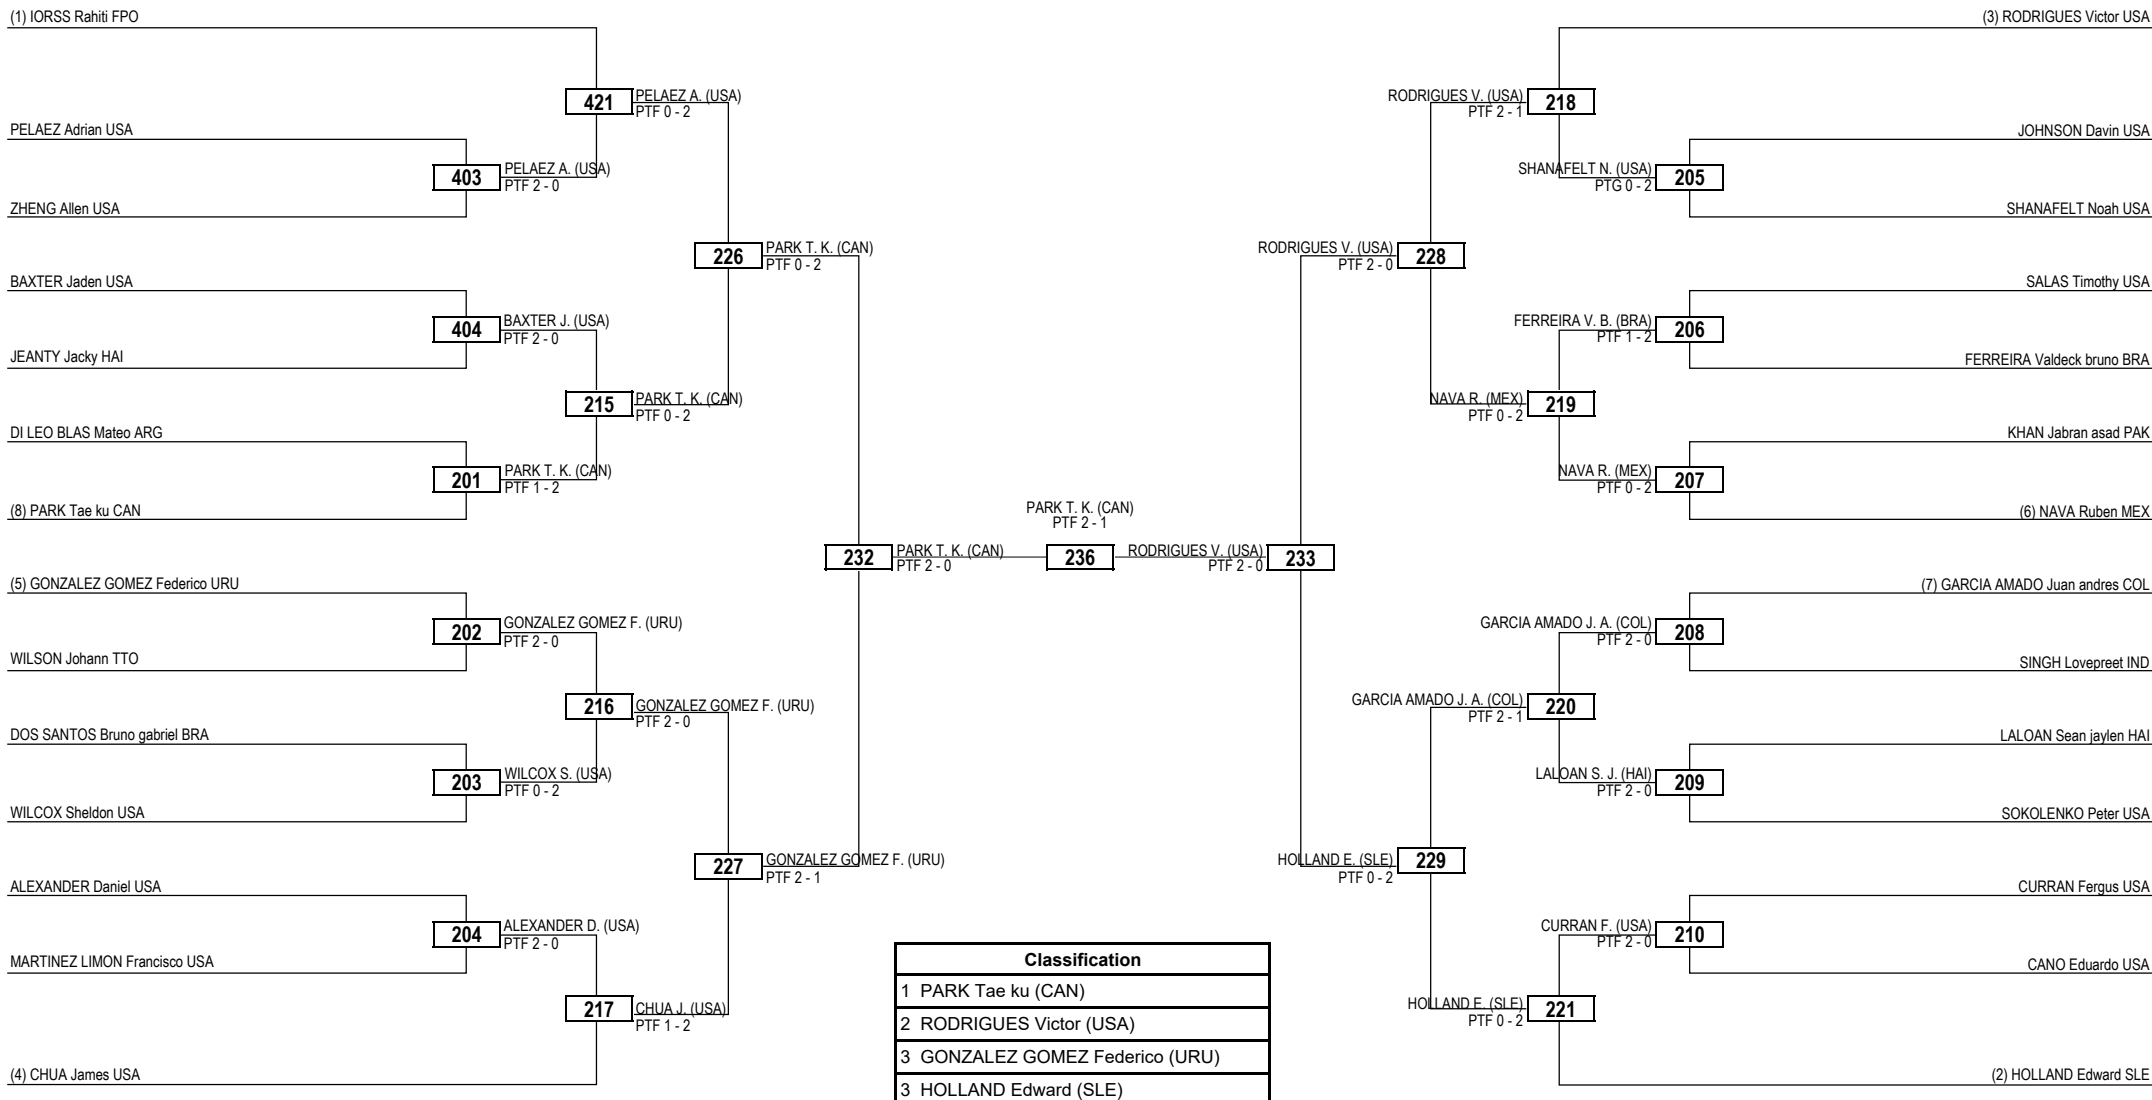 (1) IORSS Rahiti FPO
421
PELAEZ A. (USA)
PTF 0 - 2
PELAEZ Adrian USA
403
PELAEZ A. (USA)
PTF 2 - 0
ZHENG Allen USA
226
PARK T. K. (CAN)
PTF 0 - 2
BAXTER Jaden USA
404
BAXTER J. (USA)
PTF 2 - 0
JEANTY Jacky HAI
215
PARK T. K. (CAN)
PTF 0 - 2
DI LEO BLAS Mateo ARG
201
PARK T. K. (CAN)
PTF 1 - 2
(8) PARK Tae ku CAN
232
PARK T. K. (CAN)
PTF 2 - 0
(5) GONZALEZ GOMEZ Federico URU
202
GONZALEZ GOMEZ F. (URU)
PTF 2 - 0
WILSON Johann TTO
216
GONZALEZ GOMEZ F. (URU)
PTF 2 - 0
DOS SANTOS Bruno gabriel BRA
203
WILCOX S. (USA)
PTF 0 - 2
WILCOX Sheldon USA
227
GONZALEZ GOMEZ F. (URU)
PTF 2 - 1
ALEXANDER Daniel USA
204
ALEXANDER D. (USA)
PTF 2 - 0
MARTINEZ LIMON Francisco USA
217
CHUA J. (USA)
PTF 1 - 2
(4) CHUA James USA
PARK T. K. (CAN)
PTF 2 - 1
236
(3) RODRIGUES Victor USA
RODRIGUES V. (USA)
PTF 2 - 1
218
JOHNSON Davin USA
SHANAFELT N. (USA)
PTG 0 - 2
205
SHANAFELT Noah USA
RODRIGUES V. (USA)
PTF 2 - 0
228
SALAS Timothy USA
FERREIRA V. B. (BRA)
PTF 1 - 2
206
FERREIRA Valdeck bruno BRA
NAVA R. (MEX)
PTF 0 - 2
219
KHAN Jabran asad PAK
NAVA R. (MEX)
PTF 0 - 2
207
(6) NAVA Ruben MEX
RODRIGUES V. (USA)
PTF 2 - 0
233
(7) GARCIA AMADO Juan andres COL
GARCIA AMADO J. A. (COL)
PTF 2 - 0
208
SINGH Lovepreet IND
GARCIA AMADO J. A. (COL)
PTF 2 - 1
220
LALOAN Sean jaylen HAI
LALOAN S. J. (HAI)
PTF 2 - 0
209
SOKOLENKO Peter USA
HOLLAND E. (SLE)
PTF 0 - 2
229
CURRAN Fergus USA
CURRAN F. (USA)
PTF 2 - 0
210
CANO Eduardo USA
HOLLAND E. (SLE)
PTF 0 - 2
221
(2) HOLLAND Edward SLE
Classification
1 PARK Tae ku (CAN)
2 RODRIGUES Victor (USA)
3 GONZALEZ GOMEZ Federico (URU)
3 HOLLAND Edward (SLE)